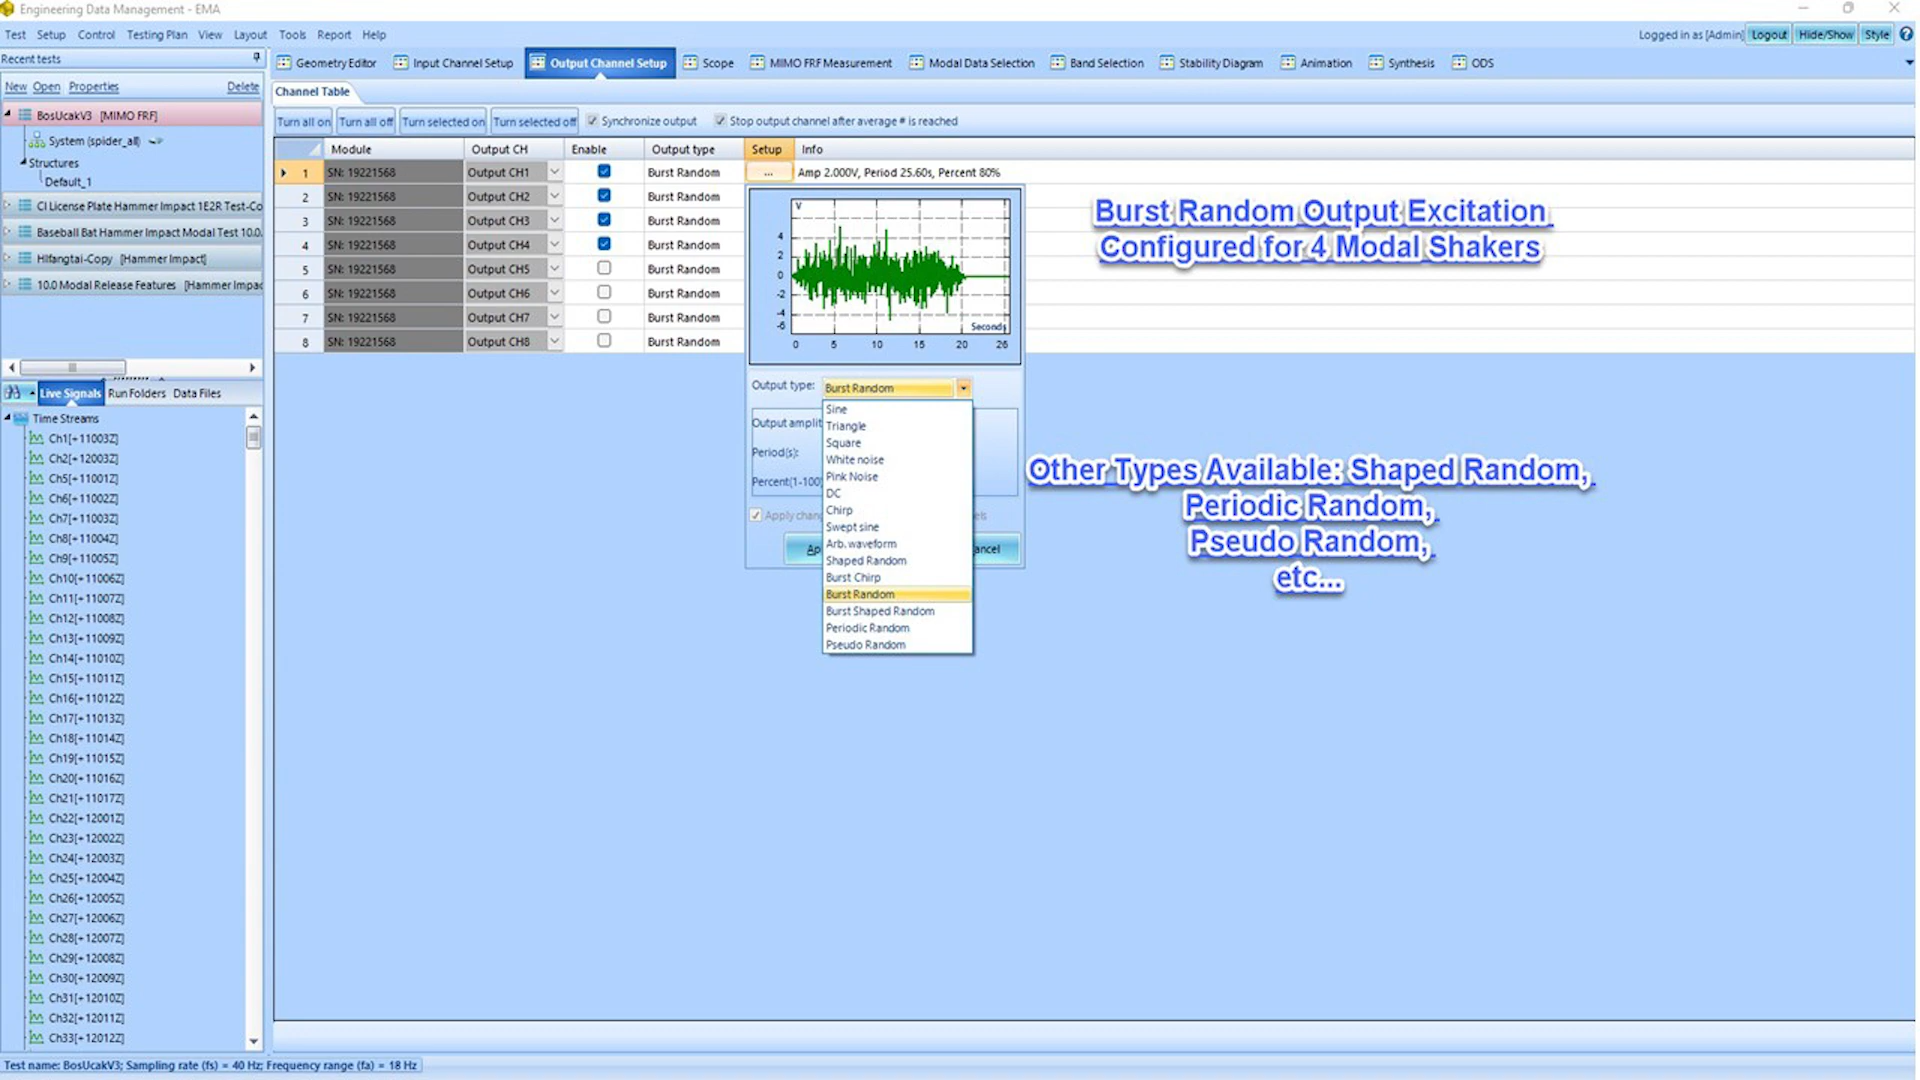 Engineering Data Management - EMA
Test Setup Control Testing Plan View Layout Tools Report Help
Logged in as [Admin] Logout Hide/Show Style
Recent tests
New Open Properties Delete
BosUcakV3 [MIMO FRF]
System (spider_all)
Structures
Default_1
CI License Plate Hammer Impact 1E2R Test-Co
Baseball Bat Hammer Impact Modal Test 10.0.
Hlfangtai-Copy [Hammer Impact]
10.0 Modal Release Features [Hammer Impac
Live Signals Run Folders Data Files
Time Streams
Ch1[+11003Z]
Ch2[+12003Z]
Ch5[+11001Z]
Ch6[+11002Z]
Ch7[+11003Z]
Ch8[+11004Z]
Ch9[+11005Z]
Ch10[+11006Z]
Ch11[+11007Z]
Ch12[+11008Z]
Ch13[+11009Z]
Ch14[+11010Z]
Ch15[+11011Z]
Ch16[+11012Z]
Ch17[+11013Z]
Ch18[+11014Z]
Ch19[+11015Z]
Ch20[+11016Z]
Ch21[+11017Z]
Ch22[+12001Z]
Ch23[+12002Z]
Ch24[+12003Z]
Ch25[+12004Z]
Ch26[+12005Z]
Ch27[+12006Z]
Ch28[+12007Z]
Ch29[+12008Z]
Ch30[+12009Z]
Ch31[+12010Z]
Ch32[+12011Z]
Ch33[+12012Z]
Geometry Editor Input Channel Setup Output Channel Setup Scope MIMO FRF Measurement Modal Data Selection Band Selection Stability Diagram Animation Synthesis ODS
Channel Table
Turn all on Turn all off Turn selected on Turn selected off Synchronize output Stop output channel after average # is reached
Module Output CH Enable Output type Setup Info
1 SN: 19221568 Output CH1 Burst Random ... Amp 2.000V, Period 25.60s, Percent 80%
2 SN: 19221568 Output CH2 Burst Random
3 SN: 19221568 Output CH3 Burst Random
4 SN: 19221568 Output CH4 Burst Random
5 SN: 19221568 Output CH5 Burst Random
6 SN: 19221568 Output CH6 Burst Random
7 SN: 19221568 Output CH7 Burst Random
8 SN: 19221568 Output CH8 Burst Random
V
4
2
0
-2
-4
-6
Seconds
0 5 10 15 20 26
Output type: Burst Random
Output amplit
Period(s):
Percent(1-100
Apply chan els
Ap ancel
Sine
Triangle
Square
White noise
Pink Noise
DC
Chirp
Swept sine
Arb. waveform
Shaped Random
Burst Chirp
Burst Random
Burst Shaped Random
Periodic Random
Pseudo Random
Burst Random Output Excitation
Configured for 4 Modal Shakers
Other Types Available: Shaped Random,
Periodic Random,
Pseudo Random,
etc...
Test name: BosUcakV3; Sampling rate (fs) = 40 Hz; Frequency range (fa) = 18 Hz